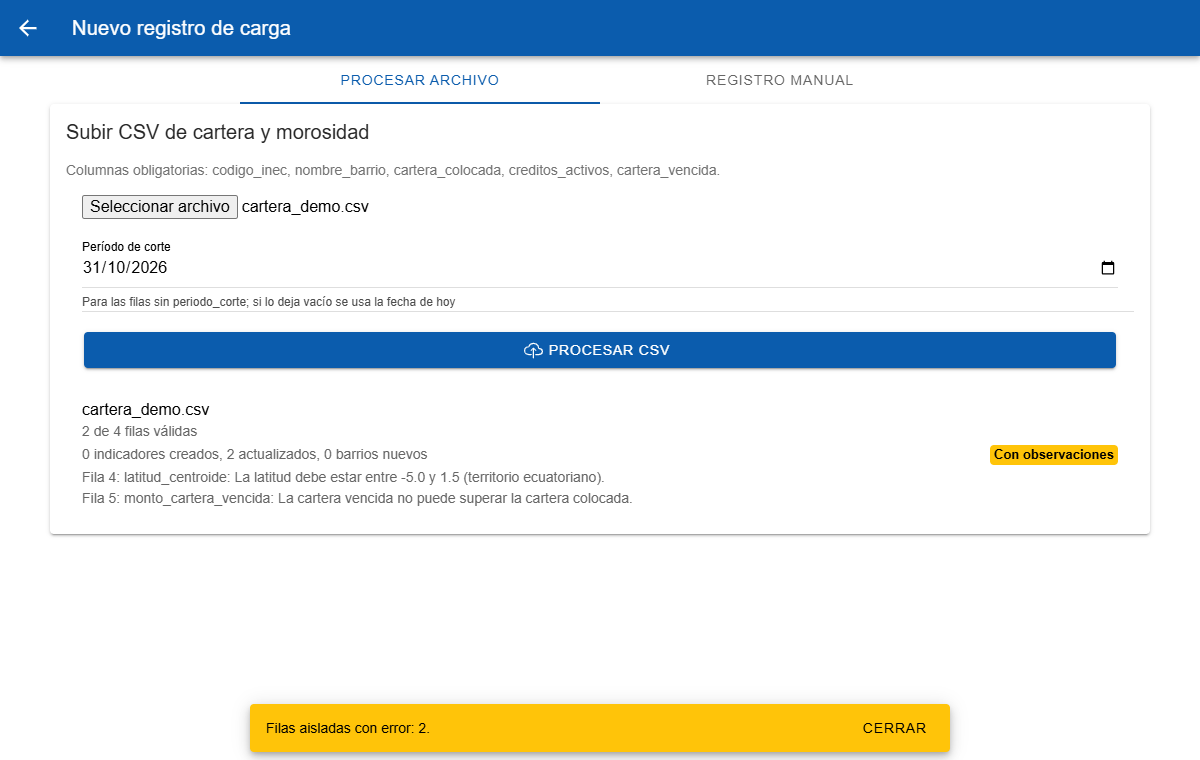 Nuevo registro de carga
PROCESAR ARCHIVO
REGISTRO MANUAL
Subir CSV de cartera y morosidad
Columnas obligatorias: codigo_inec, nombre_barrio, cartera_colocada, creditos_activos, cartera_vencida.
Seleccionar archivo cartera_demo.csv
Período de corte
31/10/2026
Para las filas sin periodo_corte; si lo deja vacío se usa la fecha de hoy
PROCESAR CSV
cartera_demo.csv
2 de 4 filas válidas
0 indicadores creados, 2 actualizados, 0 barrios nuevos
Con observaciones
Fila 4: latitud_centroide: La latitud debe estar entre -5.0 y 1.5 (territorio ecuatoriano).
Fila 5: monto_cartera_vencida: La cartera vencida no puede superar la cartera colocada.
Filas aisladas con error: 2.
CERRAR